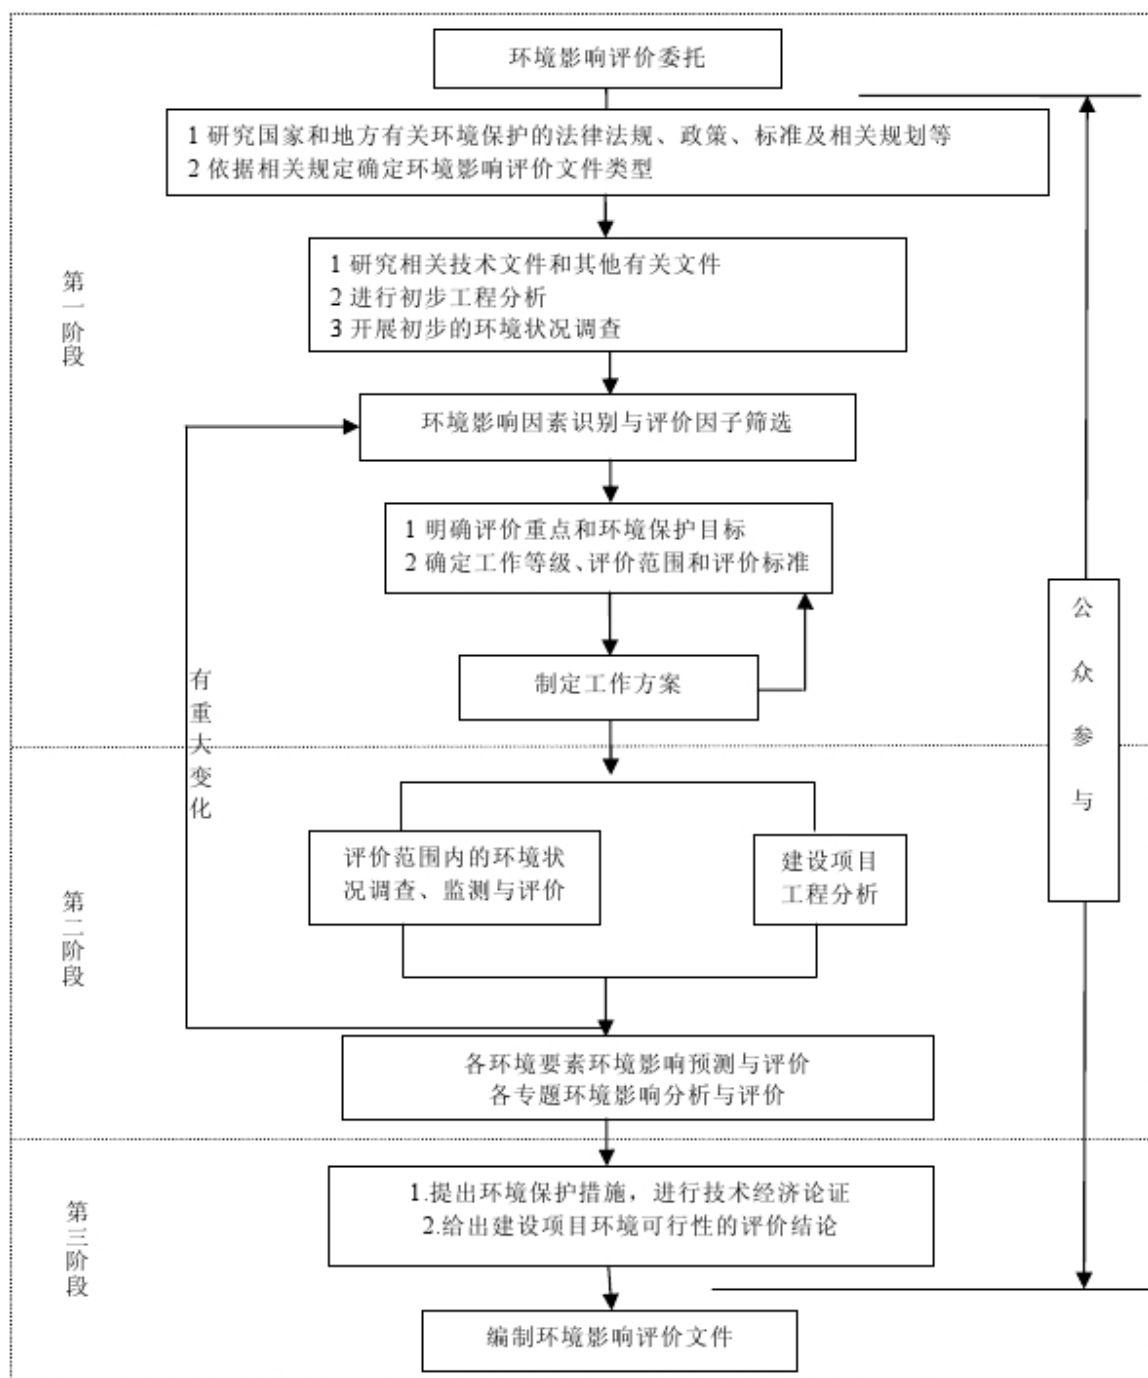 环境影响评价委托
1 研究国家和地方有关环境保护的法律法规、政策、标准及相关规划等
2 依据相关规定确定环境影响评价文件类型
第一阶段
1 研究相关技术文件和其他有关文件
2 进行初步工程分析
3 开展初步的环境状况调查
环境影响因素识别与评价因子筛选
1 明确评价重点和环境保护目标
2 确定工作等级、评价范围和评价标准
制定工作方案
公众参与
有重大变化
第二阶段
评价范围内的环境状
况调查、监测与评价
建设项目
工程分析
各环境要素环境影响预测与评价
各专题环境影响分析与评价
第三阶段
1.提出环境保护措施，进行技术经济论证
2.给出建设项目环境可行性的评价结论
编制环境影响评价文件